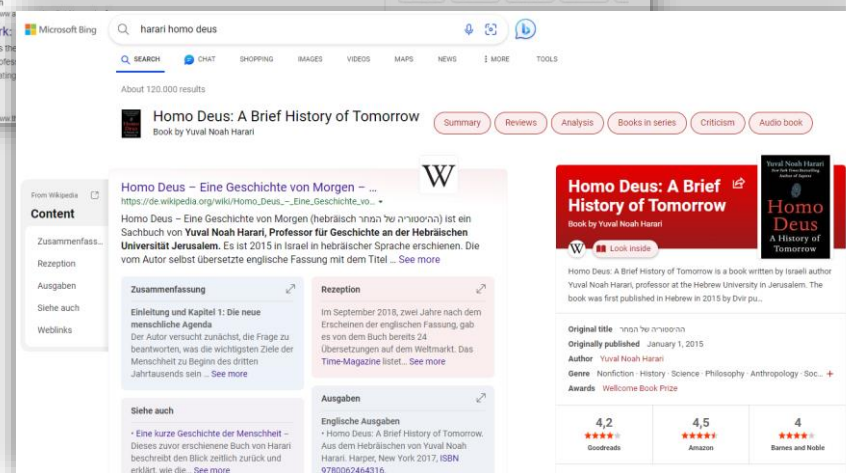 Microsoft Bing
harari homo deus
SEARCH CHAT SHOPPING IMAGES VIDEOS MAPS NEWS MORE TOOLS
About 120.000 results
Homo Deus: A Brief History of Tomorrow
Book by Yuval Noah Harari
Summary Reviews Analysis Books in series Criticism Audio book
From Wikipedia
Content
Zusammenfass...
Rezeption
Ausgaben
Siehe auch
Weblinks
W
Homo Deus – Eine Geschichte von Morgen – ...
https://de.wikipedia.org/wiki/Homo_Deus_–_Eine_Geschichte_vo...
Homo Deus – Eine Geschichte von Morgen (hebräisch ההיסטוריה של המחר) ist ein
Sachbuch von Yuval Noah Harari, Professor für Geschichte an der Hebräischen
Universität Jerusalem. Es ist 2015 in Israel in hebräischer Sprache erschienen. Die
vom Autor selbst übersetzte englische Fassung mit dem Titel ... See more
Zusammenfassung
Einleitung und Kapitel 1: Die neue
menschliche Agenda
Der Autor versucht zunächst, die Frage zu
beantworten, was die wichtigsten Ziele der
Menschheit zu Beginn des dritten
Jahrtausends sein ... See more
Siehe auch
• Eine kurze Geschichte der Menschheit –
Dieses zuvor erschienene Buch von Harari
beschreibt den Blick zeitlich zurück und
erklärt, wie die... See more
Rezeption
Im September 2018, zwei Jahre nach dem
Erscheinen der englischen Fassung, gab
es von dem Buch bereits 24
Übersetzungen auf dem Weltmarkt. Das
Time-Magazine listet... See more
Ausgaben
Englische Ausgaben
• Homo Deus: A Brief History of Tomorrow.
Aus dem Hebräischen von Yuval Noah
Harari. Harper, New York 2017, ISBN
9780062464316.
Homo Deus: A Brief
History of Tomorrow
Book by Yuval Noah Harari
W
Look inside
Yuval Noah Harari
Homo
Deus
A History of
Tomorrow
Homo Deus: A Brief History of Tomorrow is a book written by Israeli author
Yuval Noah Harari, professor at the Hebrew University in Jerusalem. The
book was first published in Hebrew in 2015 by Dvir pu...
Original title ההיסטוריה של המחר
Originally published January 1, 2015
Author Yuval Noah Harari
Genre Nonfiction · History · Science · Philosophy · Anthropology · Soc... +
Awards Wellcome Book Prize
4,2
Goodreads
4,5
Amazon
4
Barnes and Noble